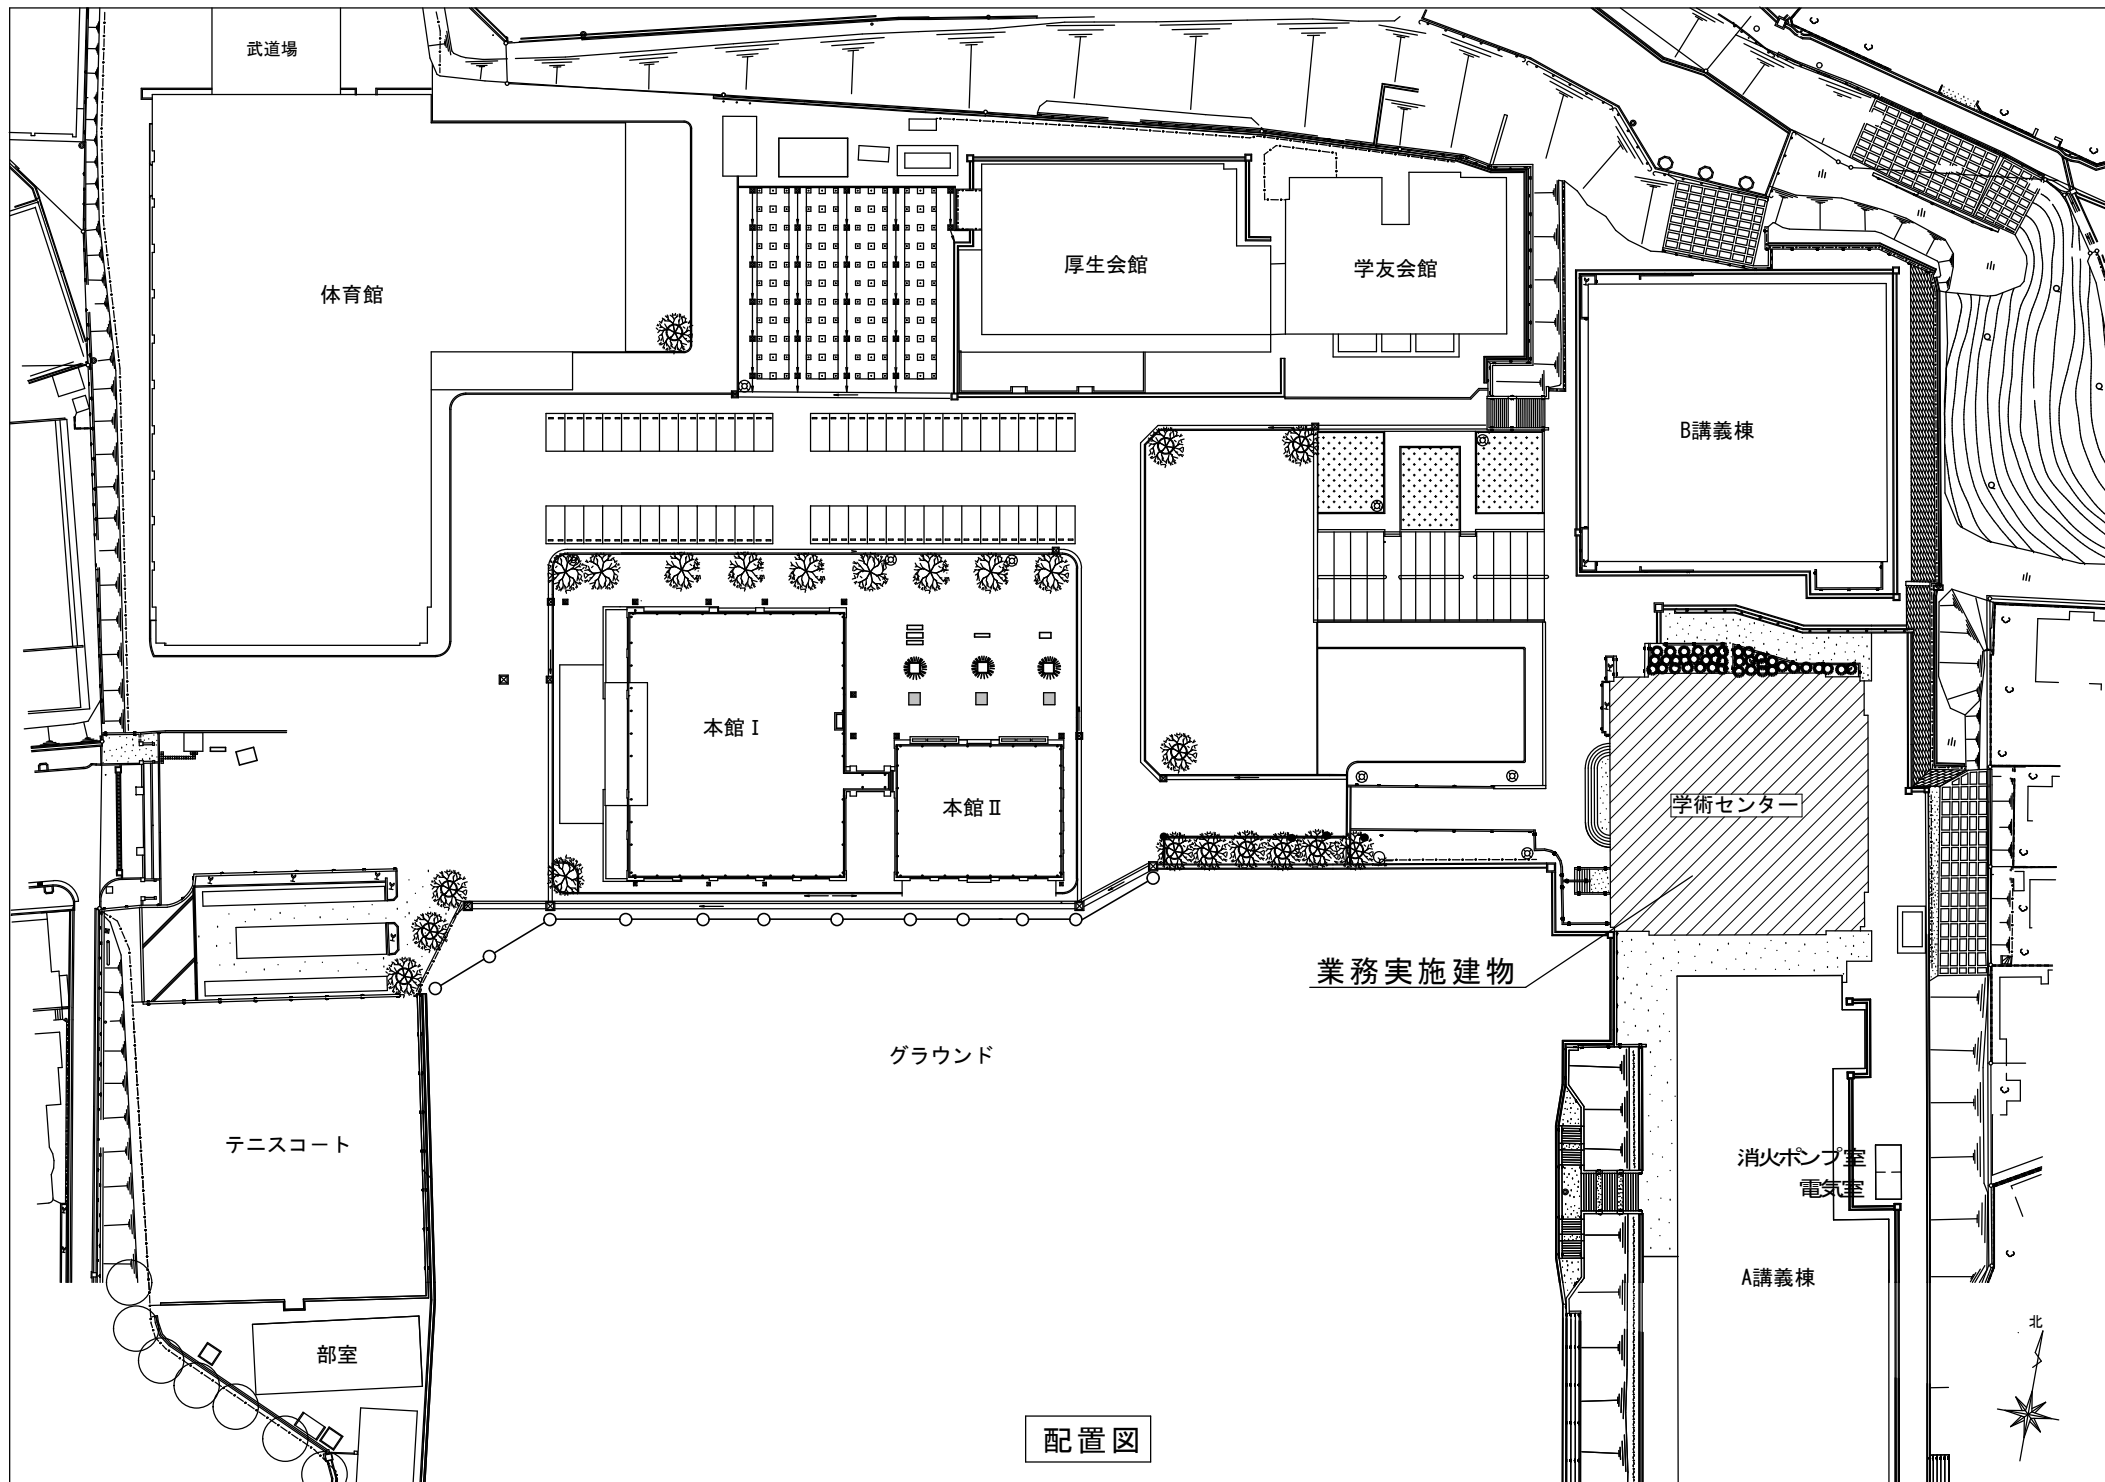 武道場
体育館
厚生会館
学友会館
B講義棟
本館Ⅰ
本館Ⅱ
学術センター
業務実施建物
グラウンド
テニスコート
消火ポンプ室
電気室
A講義棟
部室
北
配置図